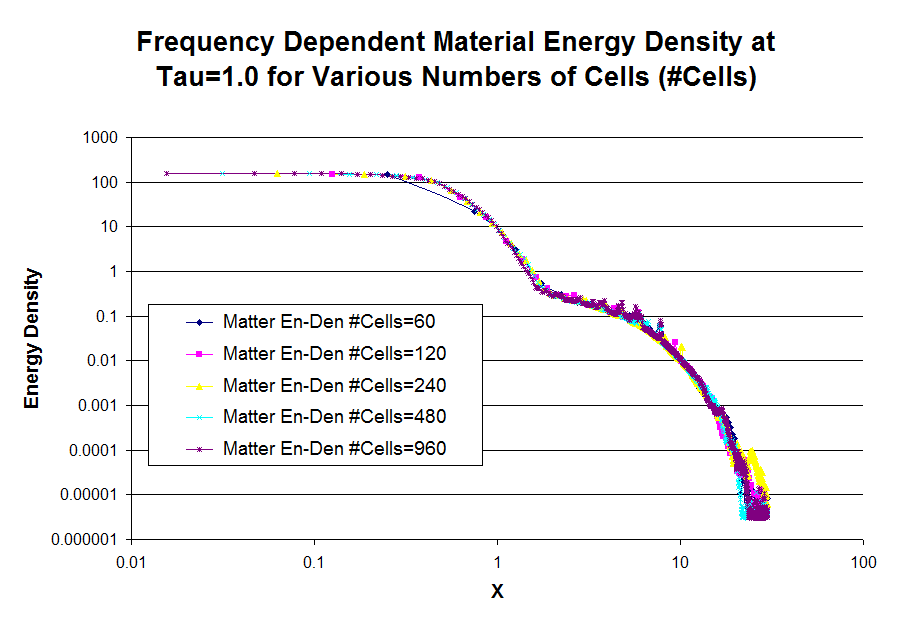 Frequency Dependent Material Energy Density at
Tau=1.0 for Various Numbers of Cells (#Cells)
1000
100
10
1
0.1
0.01
0.001
0.0001
0.00001
0.000001
Energy Density
Matter En-Den #Cells=60
Matter En-Den #Cells=120
Matter En-Den #Cells=240
Matter En-Den #Cells=480
Matter En-Den #Cells=960
0.01 0.1 1 10 100
X